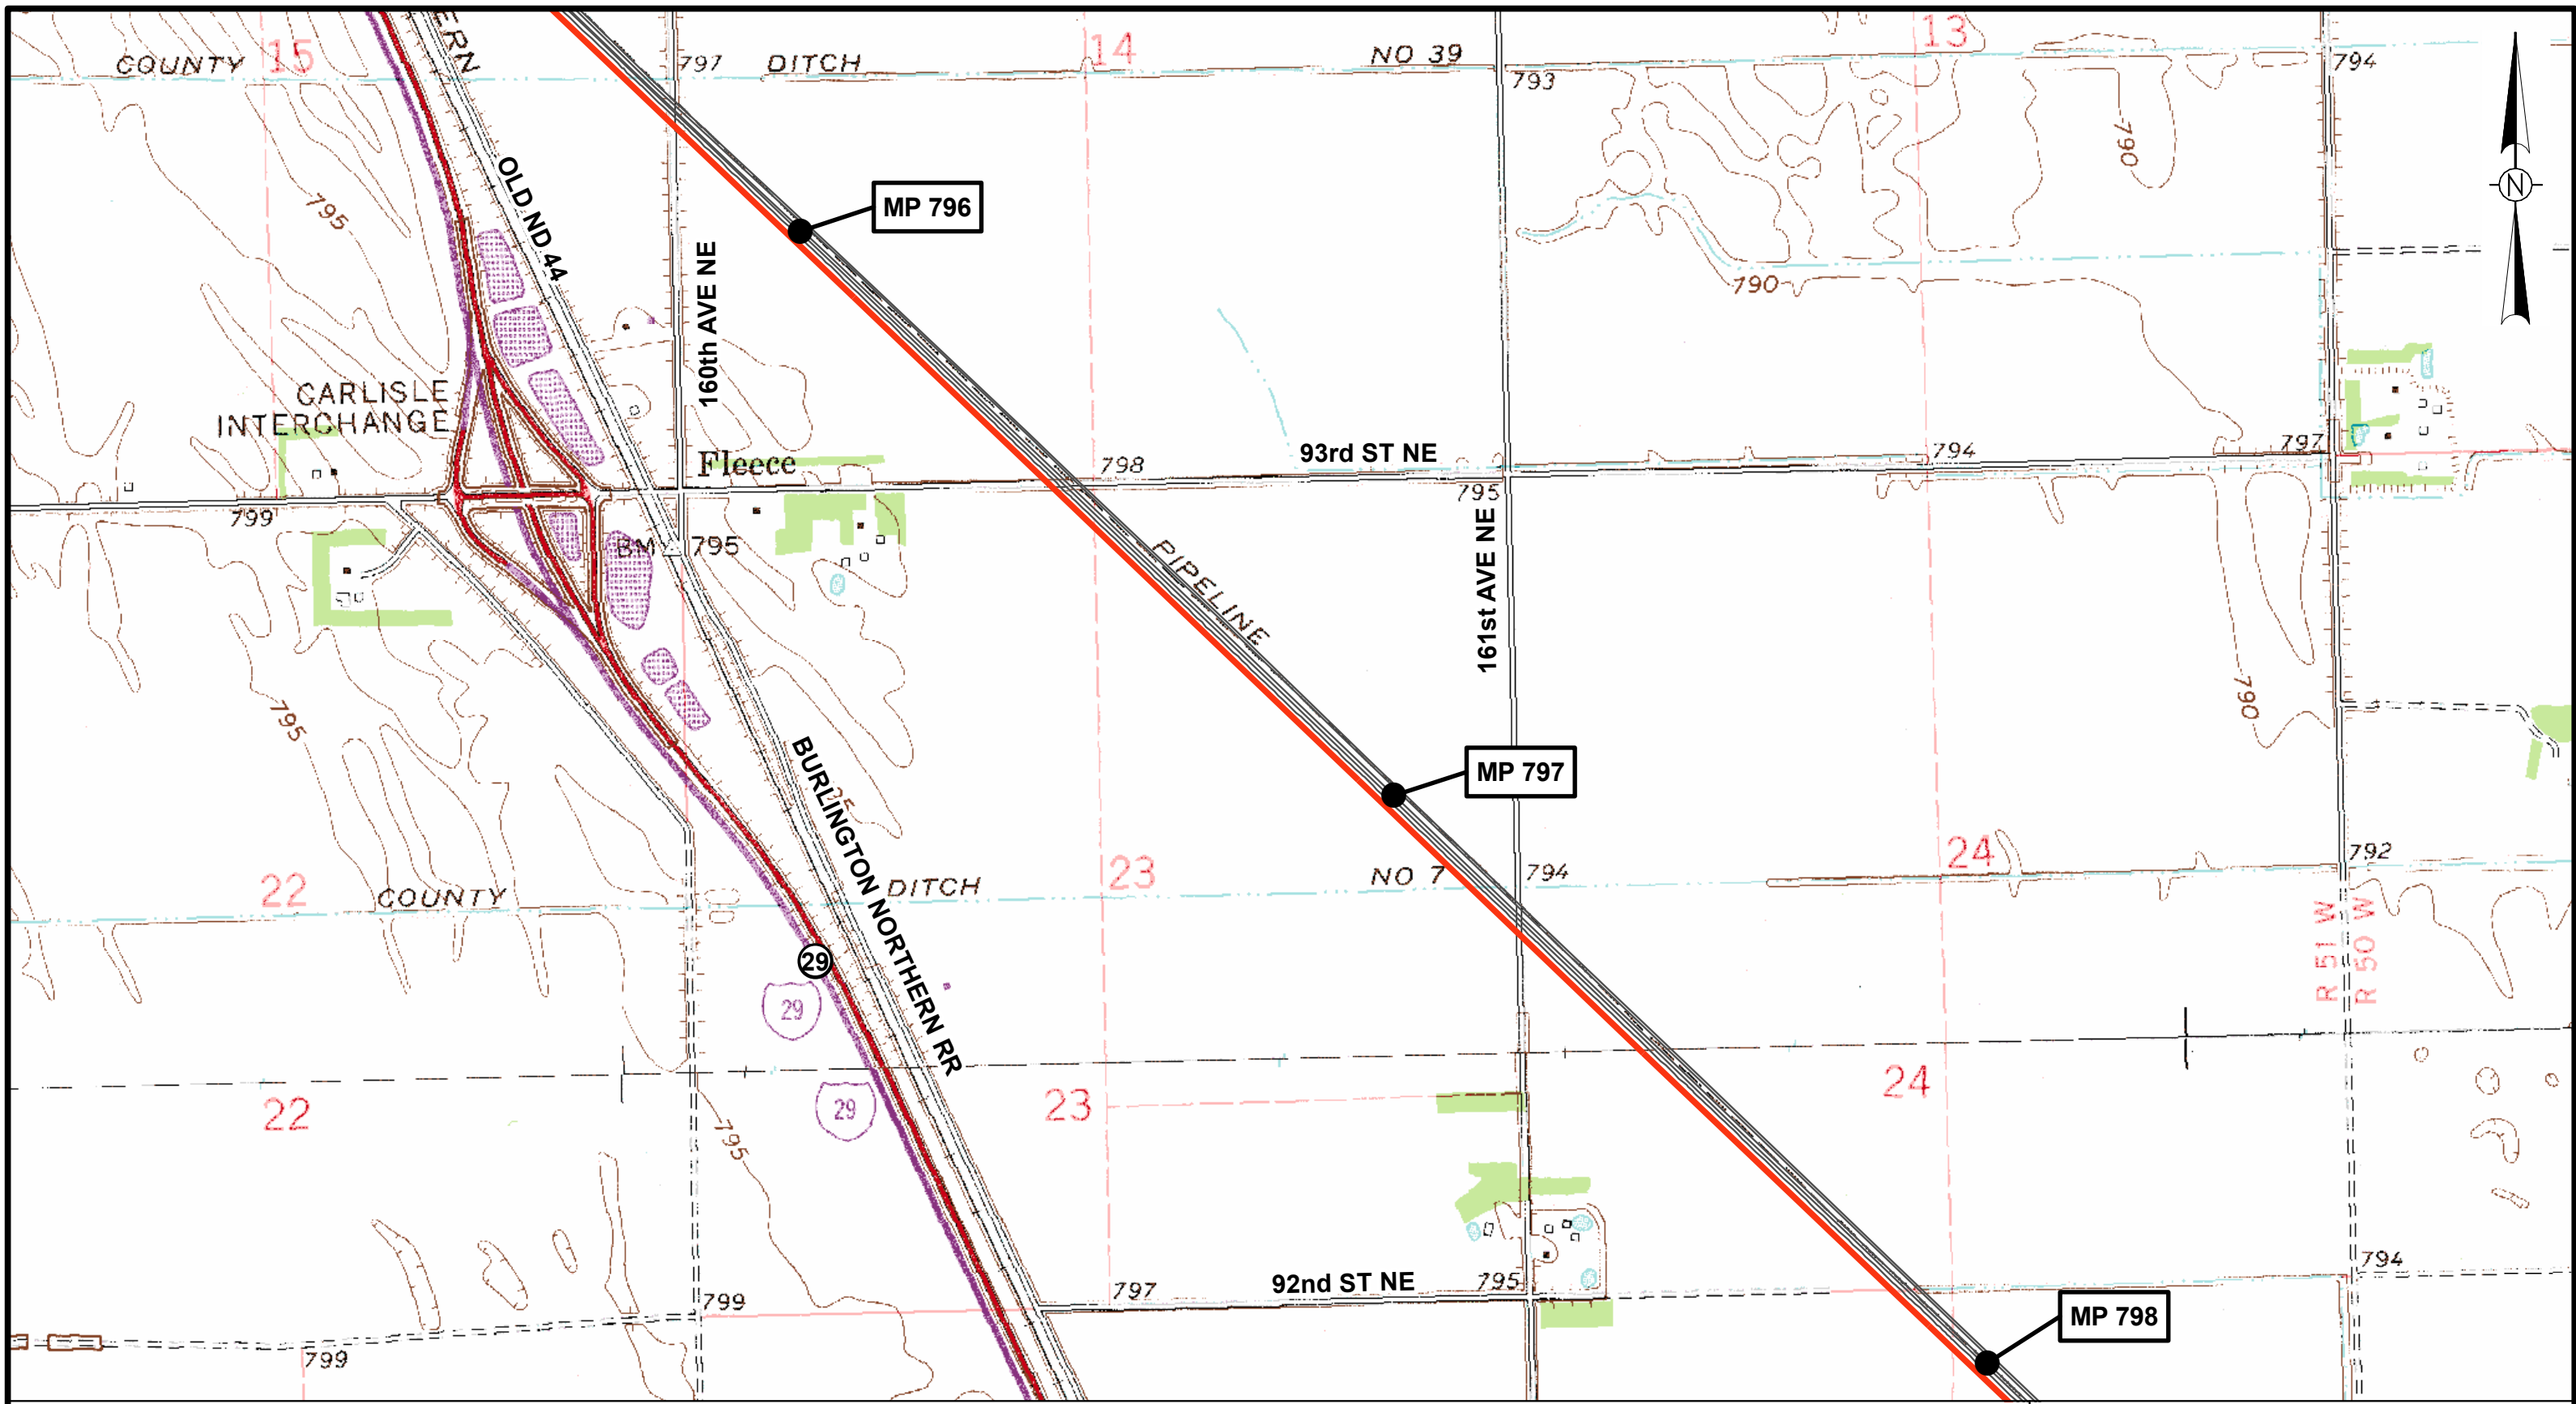 ERN
COUNTY
15
797
DITCH
14
NO 39
793
13
794
795
OLD ND 44
MP 796
160th AVE NE
790
N
790
CARLISLE
INTERCHANGE
Fleece
798
93rd ST NE
794
797
799
BM
795
795
161st AVE NE
PIPELINE
795
790
MP 797
BURLINGTON NORTHERN RR
22
COUNTY
DITCH
23
NO 7
794
24
792
R 51 W
R 50 W
29
29
22
29
23
24
795
799
797
92nd ST NE
795
794
MP 798
799